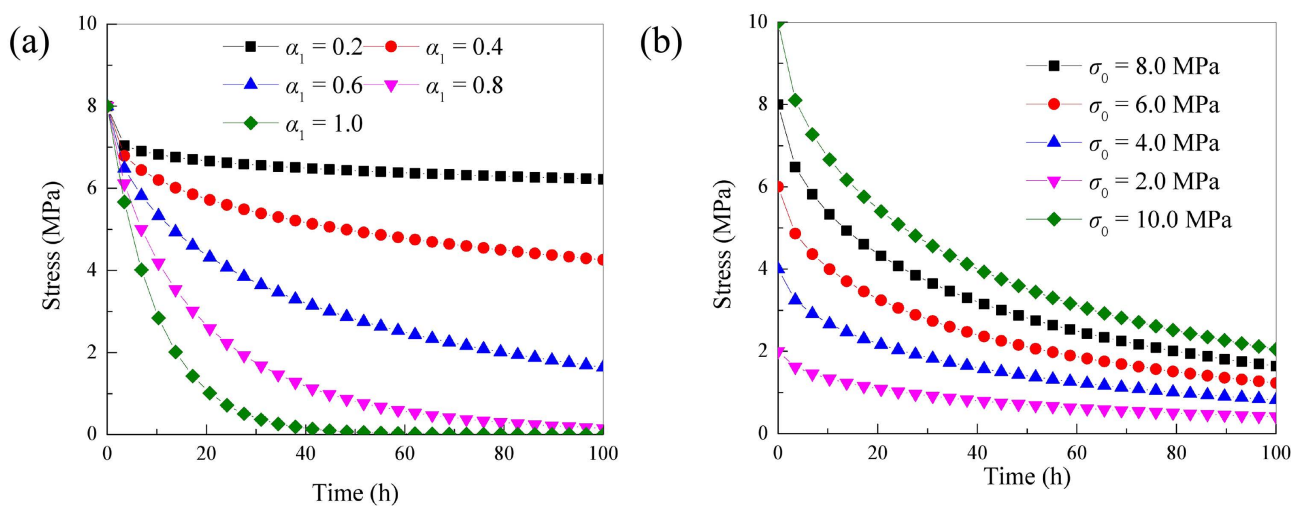 (a)
α₁ = 0.2 α₁ = 0.4
α₁ = 0.6 α₁ = 0.8
α₁ = 1.0
10
8
6
4
2
0
Stress (MPa)
0 20 40 60 80 100
Time (h)
(b)
σ₀ = 8.0 MPa
σ₀ = 6.0 MPa
σ₀ = 4.0 MPa
σ₀ = 2.0 MPa
σ₀ = 10.0 MPa
10
8
6
4
2
0
Stress (MPa)
0 20 40 60 80 100
Time (h)